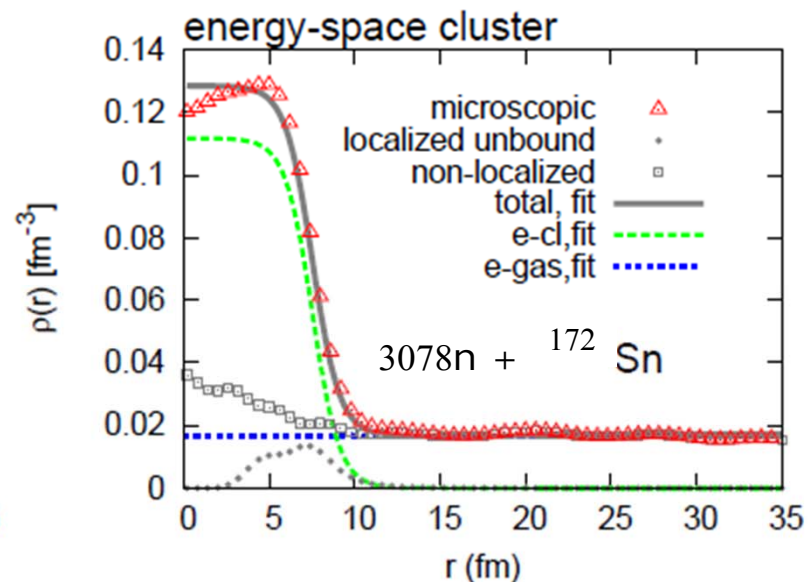 energy-space cluster
0.14
0.12
0.1
0.08
0.06
0.04
0.02
0
ρ(r) [fm⁻³]
microscopic
localized unbound
non-localized
total, fit
e-cl,fit
e-gas,fit
3078n + ¹⁷² Sn
0 5 10 15 20 25 30 35
r (fm)